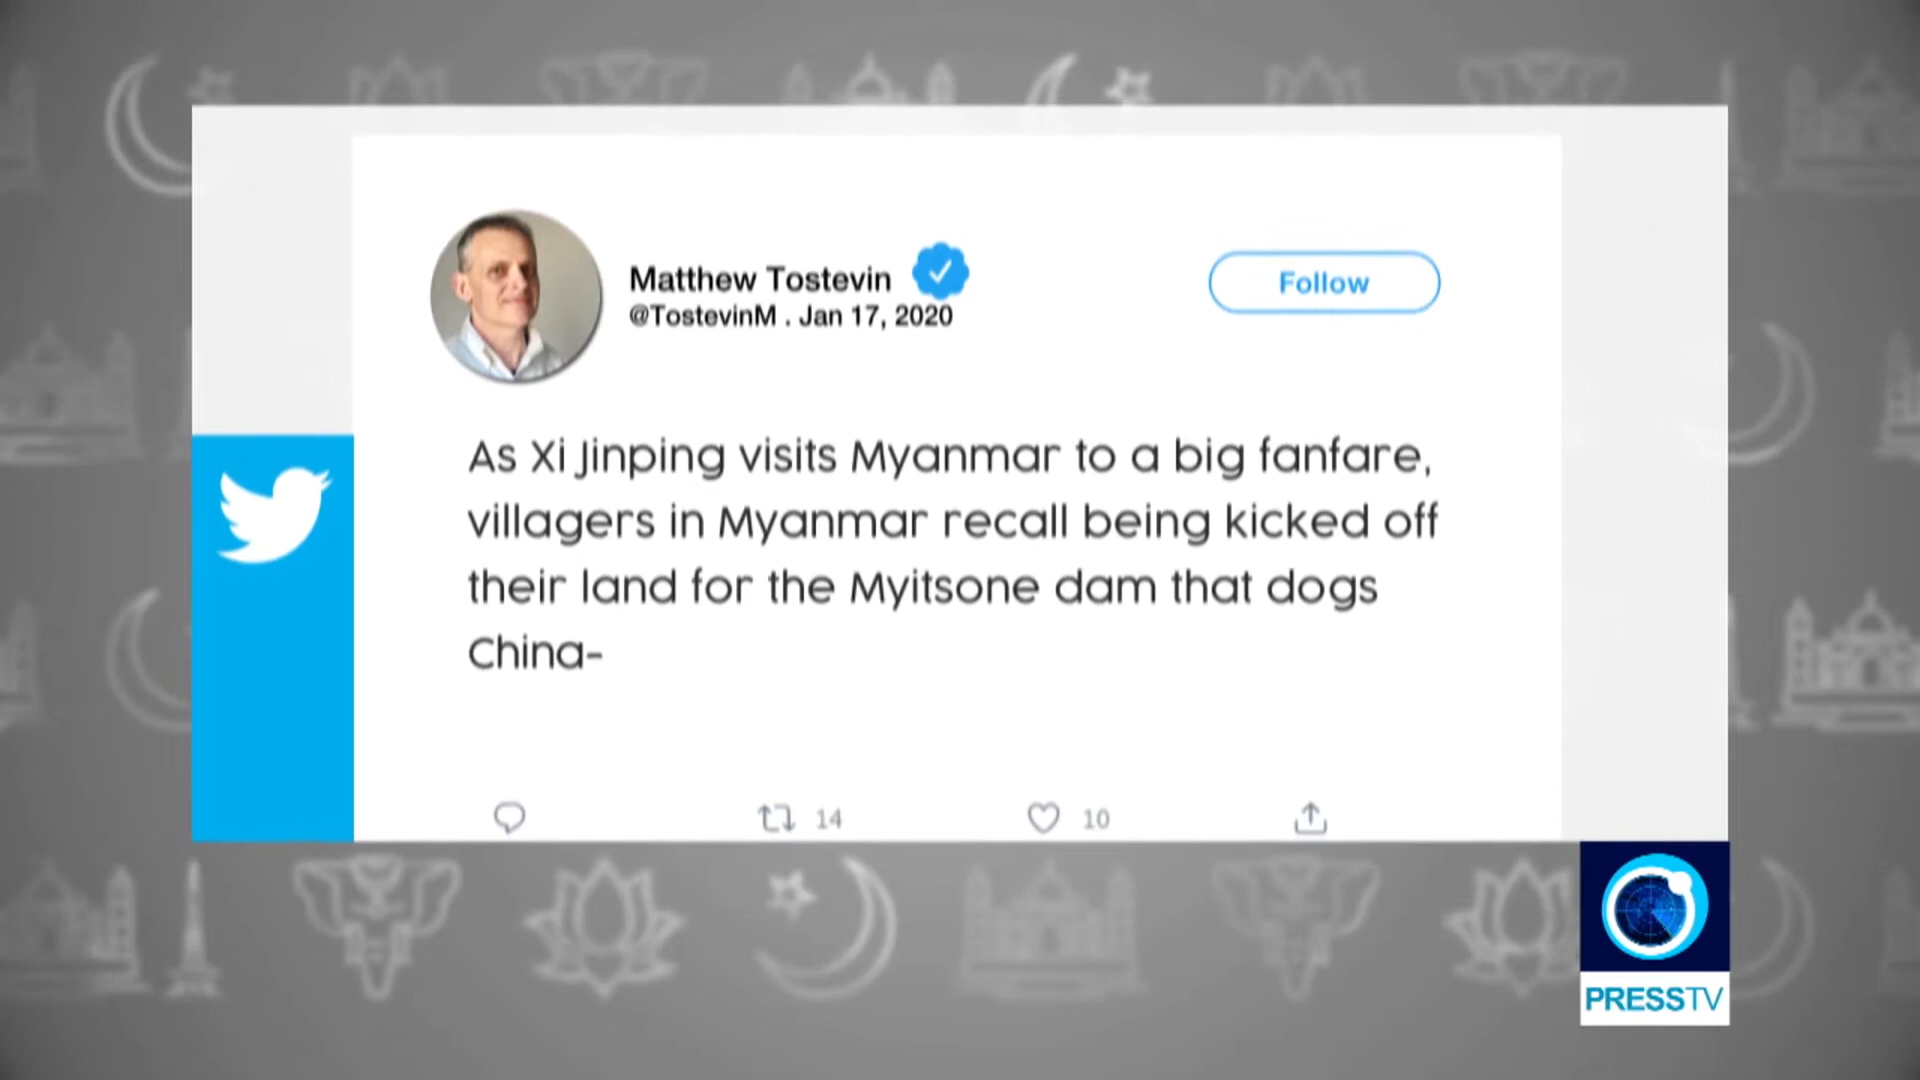 Matthew Tostevin
@TostevinM . Jan 17, 2020
Follow
As Xi Jinping visits Myanmar to a big fanfare,
villagers in Myanmar recall being kicked off
their land for the Myitsone dam that dogs
China-
14
10
PRESSTV